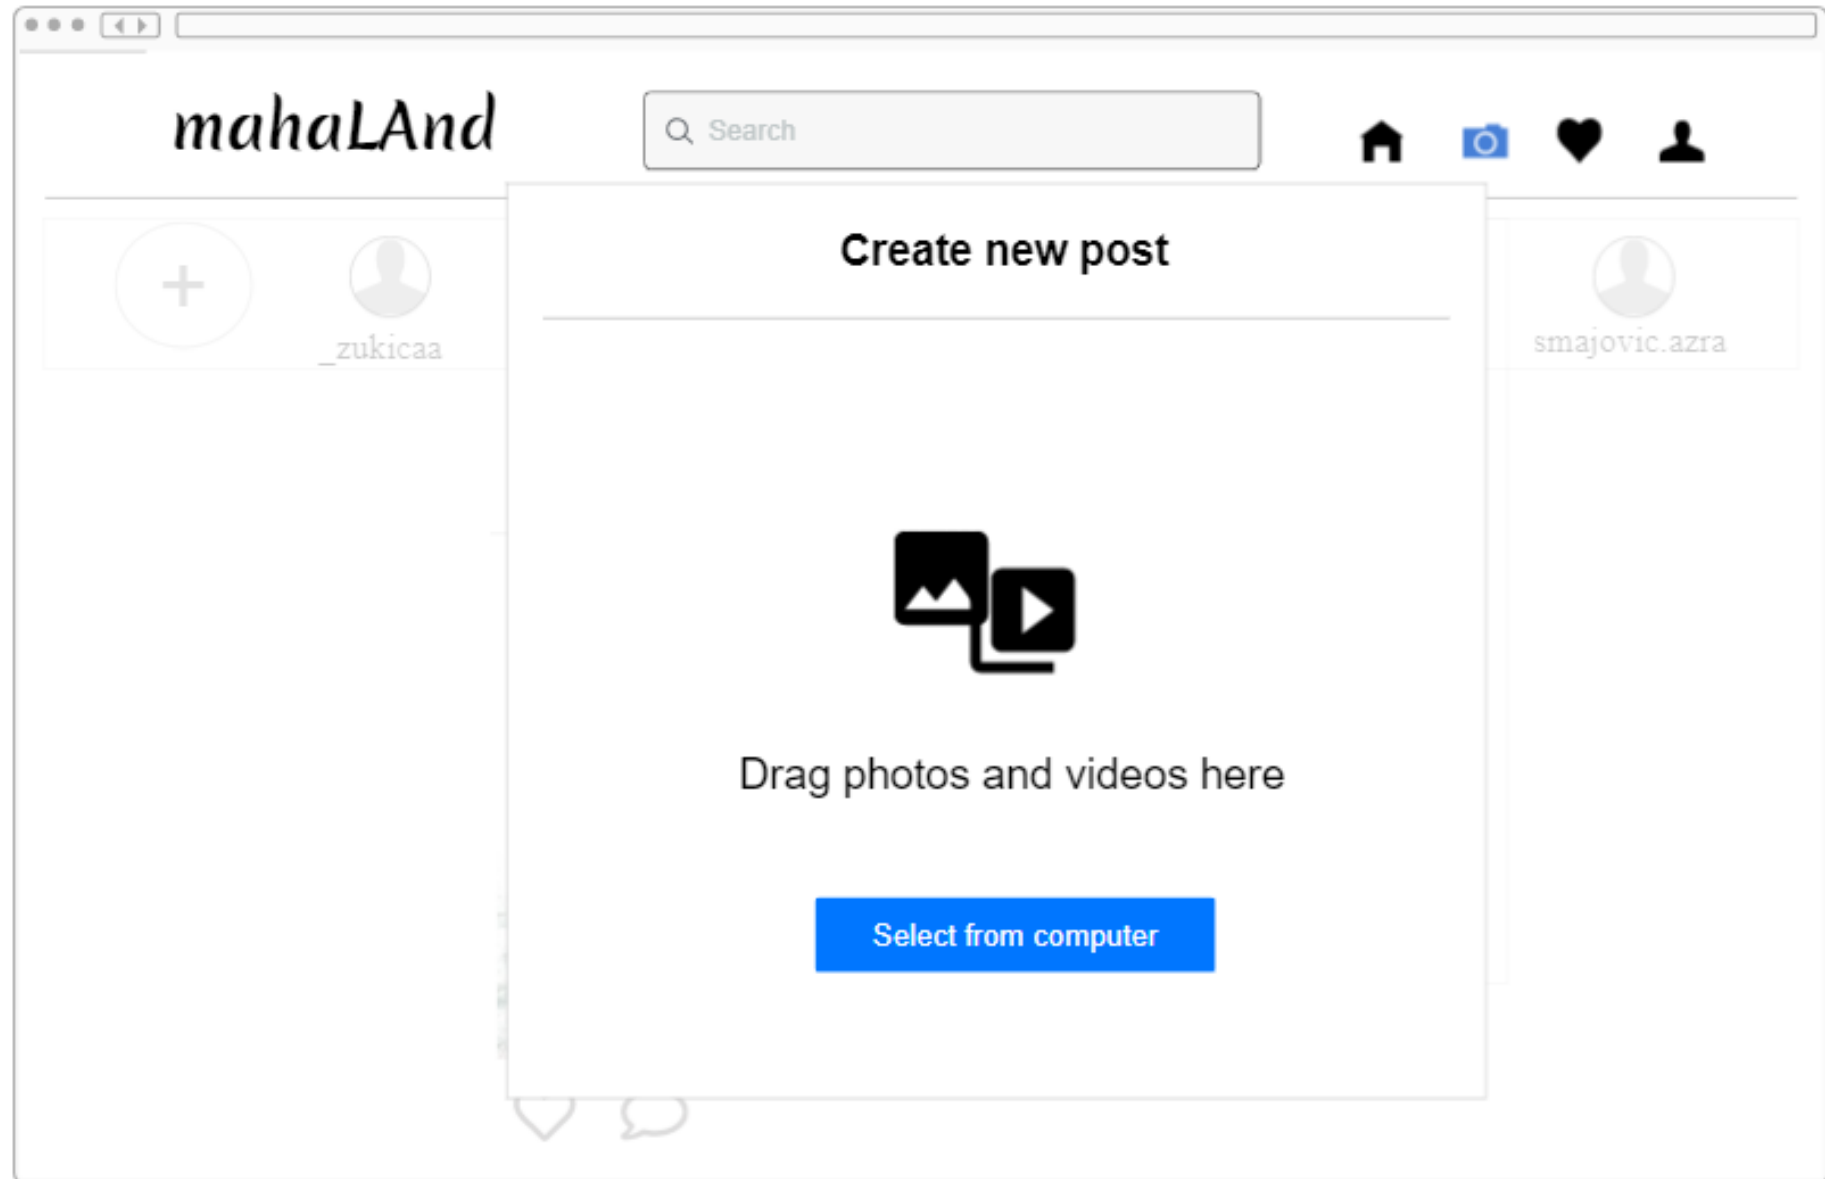 mahaLAnd
Search
Create new post
_zukicaa
smajovic.azra
Drag photos and videos here
Select from computer